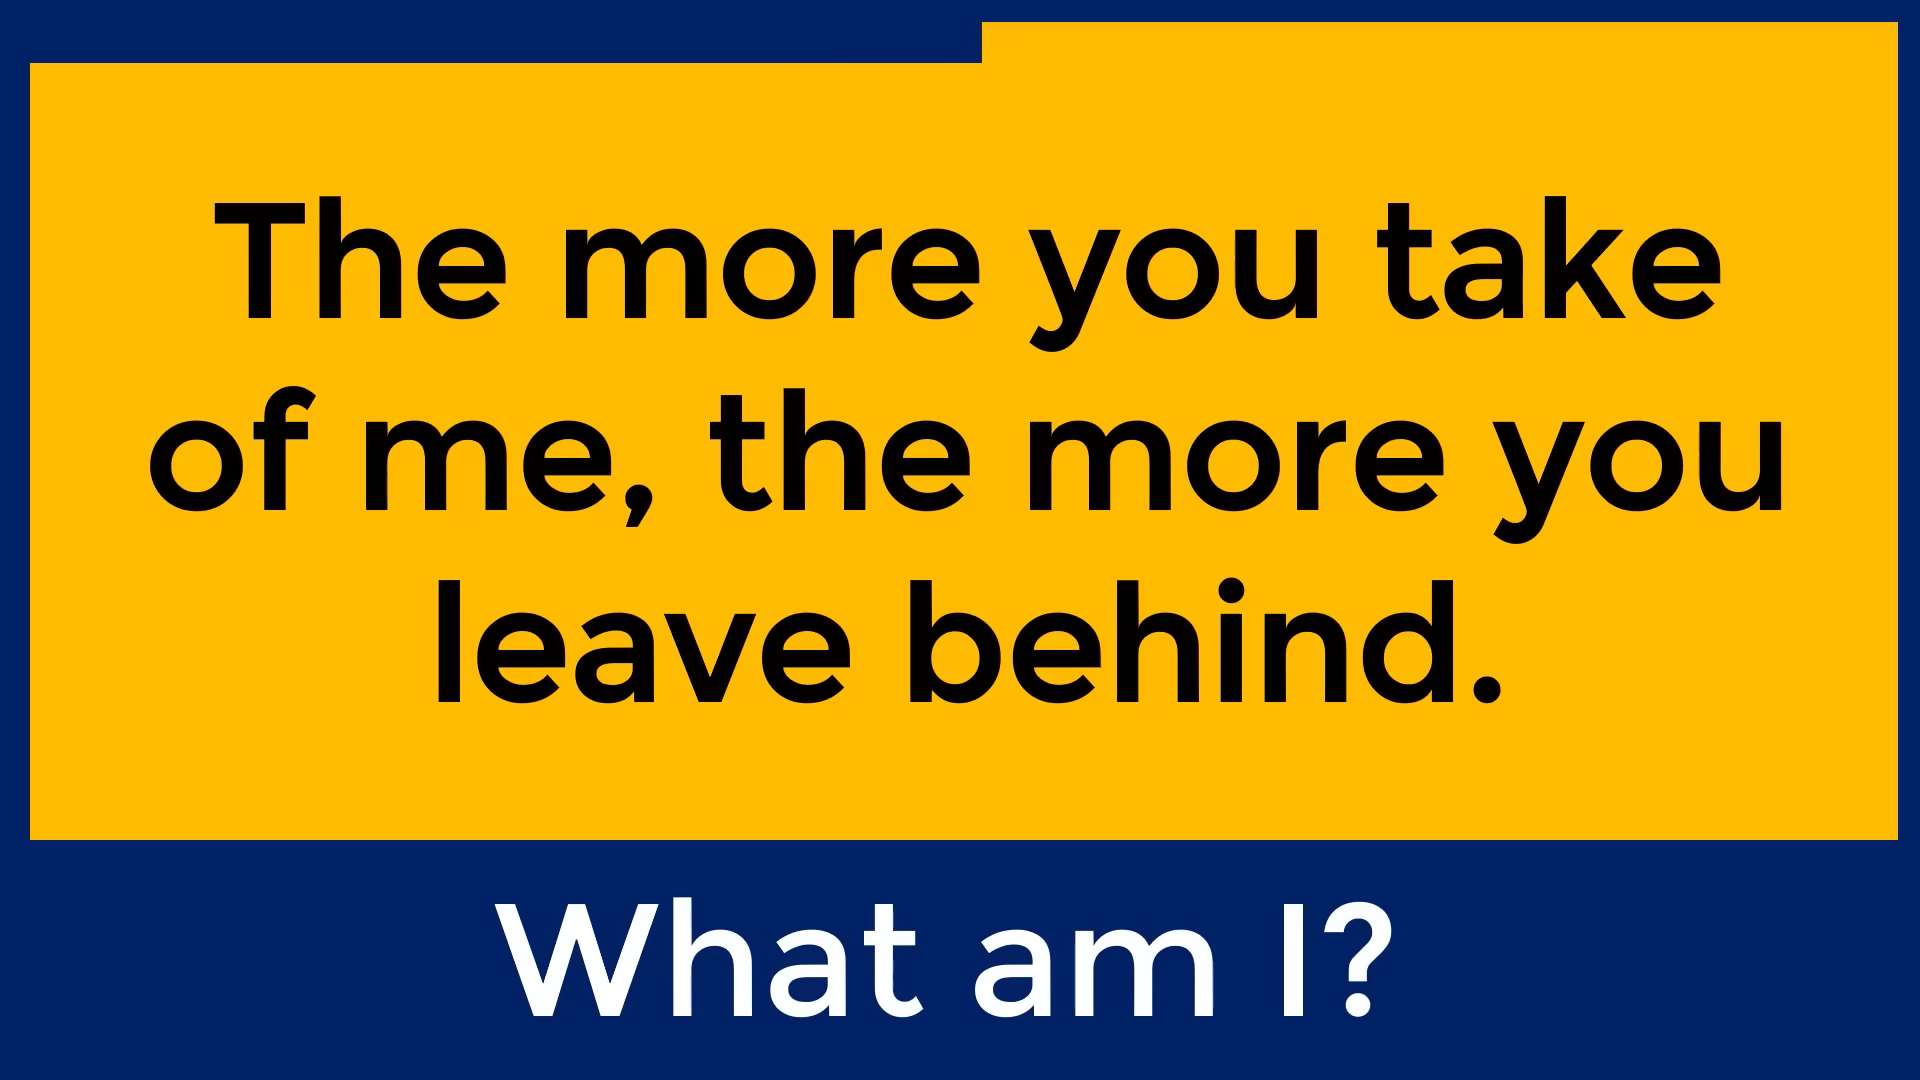 The more you take
of me, the more you
leave behind.
What am I?